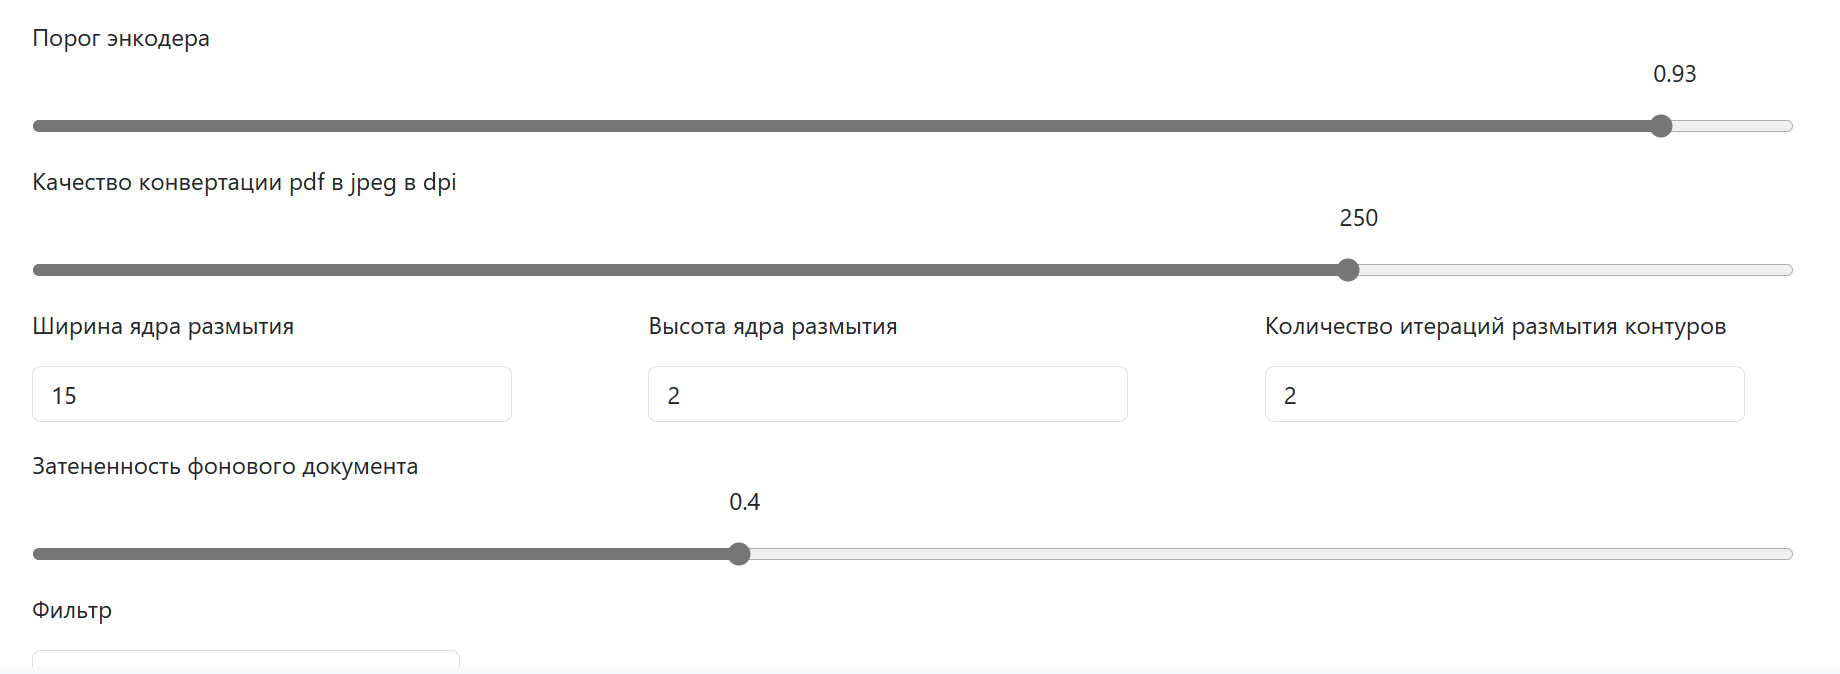 Порог энкодера
0.93
Качество конвертации pdf в jpeg в dpi
250
Ширина ядра размытия
Высота ядра размытия
Количество итераций размытия контуров
15
2
2
Затененность фонового документа
0.4
Фильтр